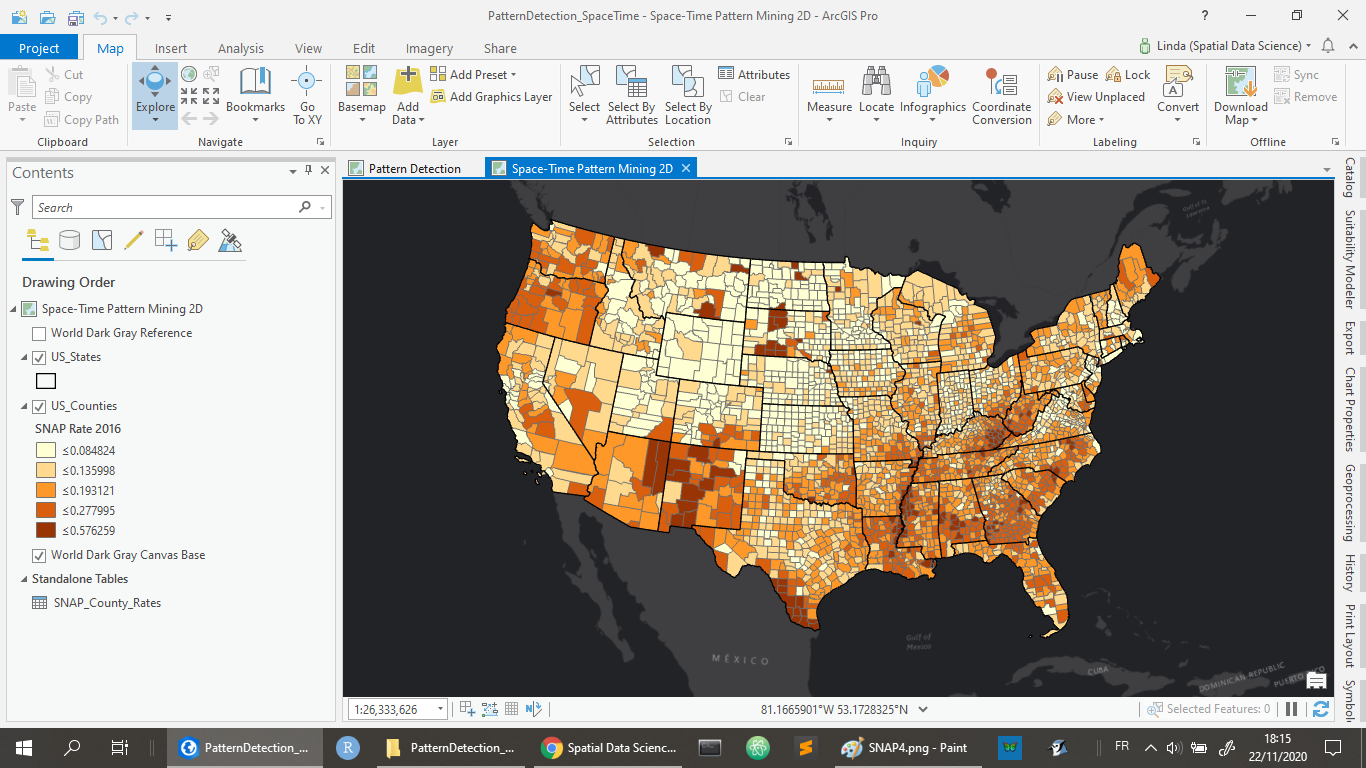 PatternDetection_SpaceTime - Space-Time Pattern Mining 2D - ArcGIS Pro
?
Project Map Insert Analysis View Edit Imagery Share
Linda (Spatial Data Science)
Paste
Cut
Copy
Copy Path
Clipboard
Explore
Bookmarks
Go
To XY
Navigate
Basemap
Add
Data
Add Preset
Add Graphics Layer
Layer
Select
Select By
Attributes
Select By
Location
Attributes
Clear
Selection
Measure
Locate
Infographics
Coordinate
Conversion
Inquiry
Pause
Lock
View Unplaced
More
Convert
Labeling
Download
Map
Sync
Remove
Offline
Contents
Search
Drawing Order
Space-Time Pattern Mining 2D
World Dark Gray Reference
US_States
US_Counties
SNAP Rate 2016
≤0.084824
≤0.135998
≤0.193121
≤0.277995
≤0.576259
World Dark Gray Canvas Base
Standalone Tables
SNAP_County_Rates
Pattern Detection
Space-Time Pattern Mining 2D
Gulf of
Mexico
MÉXICO
CUBA
DOMINICAN REPUBLIC
PUERTO RICO
Catalog
Suitability Modeler
Export
Chart Properties
Geoprocessing
History
Print Layout
1:26,333,626
81.1665901°W 53.1728325°N
Selected Features: 0
PatternDetection_...
R
PatternDetection_...
Spatial Data Scienc...
SNAP4.png - Paint
FR
18:15
22/11/2020